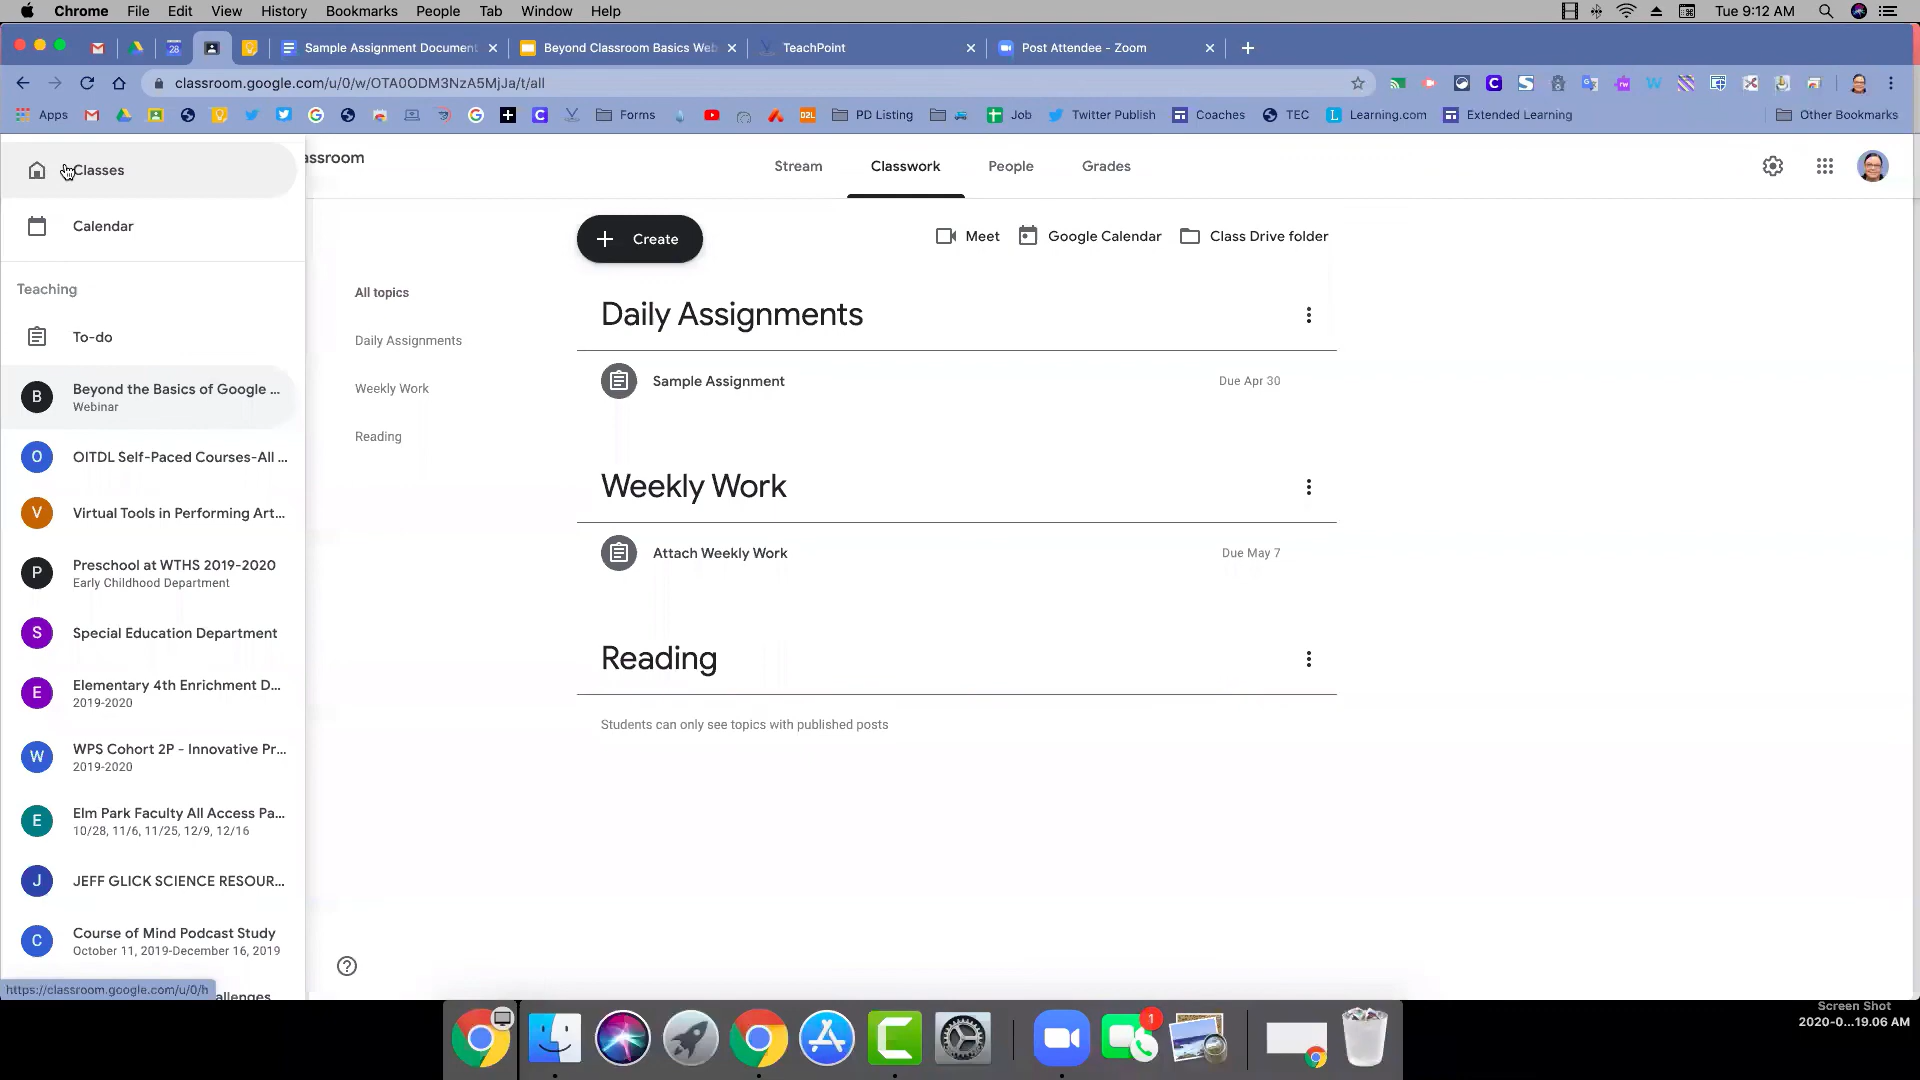 Chrome File Edit View History Bookmarks People Tab Window Help Tue 9:12 AM
28 Sample Assignment Document Beyond Classroom Basics Web TeachPoint Post Attendee - Zoom
classroom.google.com/u/0/w/OTA0ODM3NzA5MjJa/t/all
Apps Forms PD Listing Job Twitter Publish Coaches TEC Learning.com Extended Learning Other Bookmarks
Classes
assroom
Stream Classwork People Grades
Calendar
Create
Meet Google Calendar Class Drive folder
Teaching
All topics
Daily Assignments
Daily Assignments
To-do
Weekly Work
Sample Assignment Due Apr 30
B Beyond the Basics of Google ...
Webinar
Reading
O OITDL Self-Paced Courses-All ...
Weekly Work
V Virtual Tools in Performing Art...
Attach Weekly Work Due May 7
P Preschool at WTHS 2019-2020
Early Childhood Department
S Special Education Department
Reading
E Elementary 4th Enrichment D...
2019-2020
Students can only see topics with published posts
W WPS Cohort 2P - Innovative Pr...
2019-2020
E Elm Park Faculty All Access Pa...
10/28, 11/6, 11/25, 12/9, 12/16
J JEFF GLICK SCIENCE RESOUR...
C Course of Mind Podcast Study
October 11, 2019-December 16, 2019
https://classroom.google.com/u/0/h
allenges
1
Screen Shot
2020-0...19.06 AM